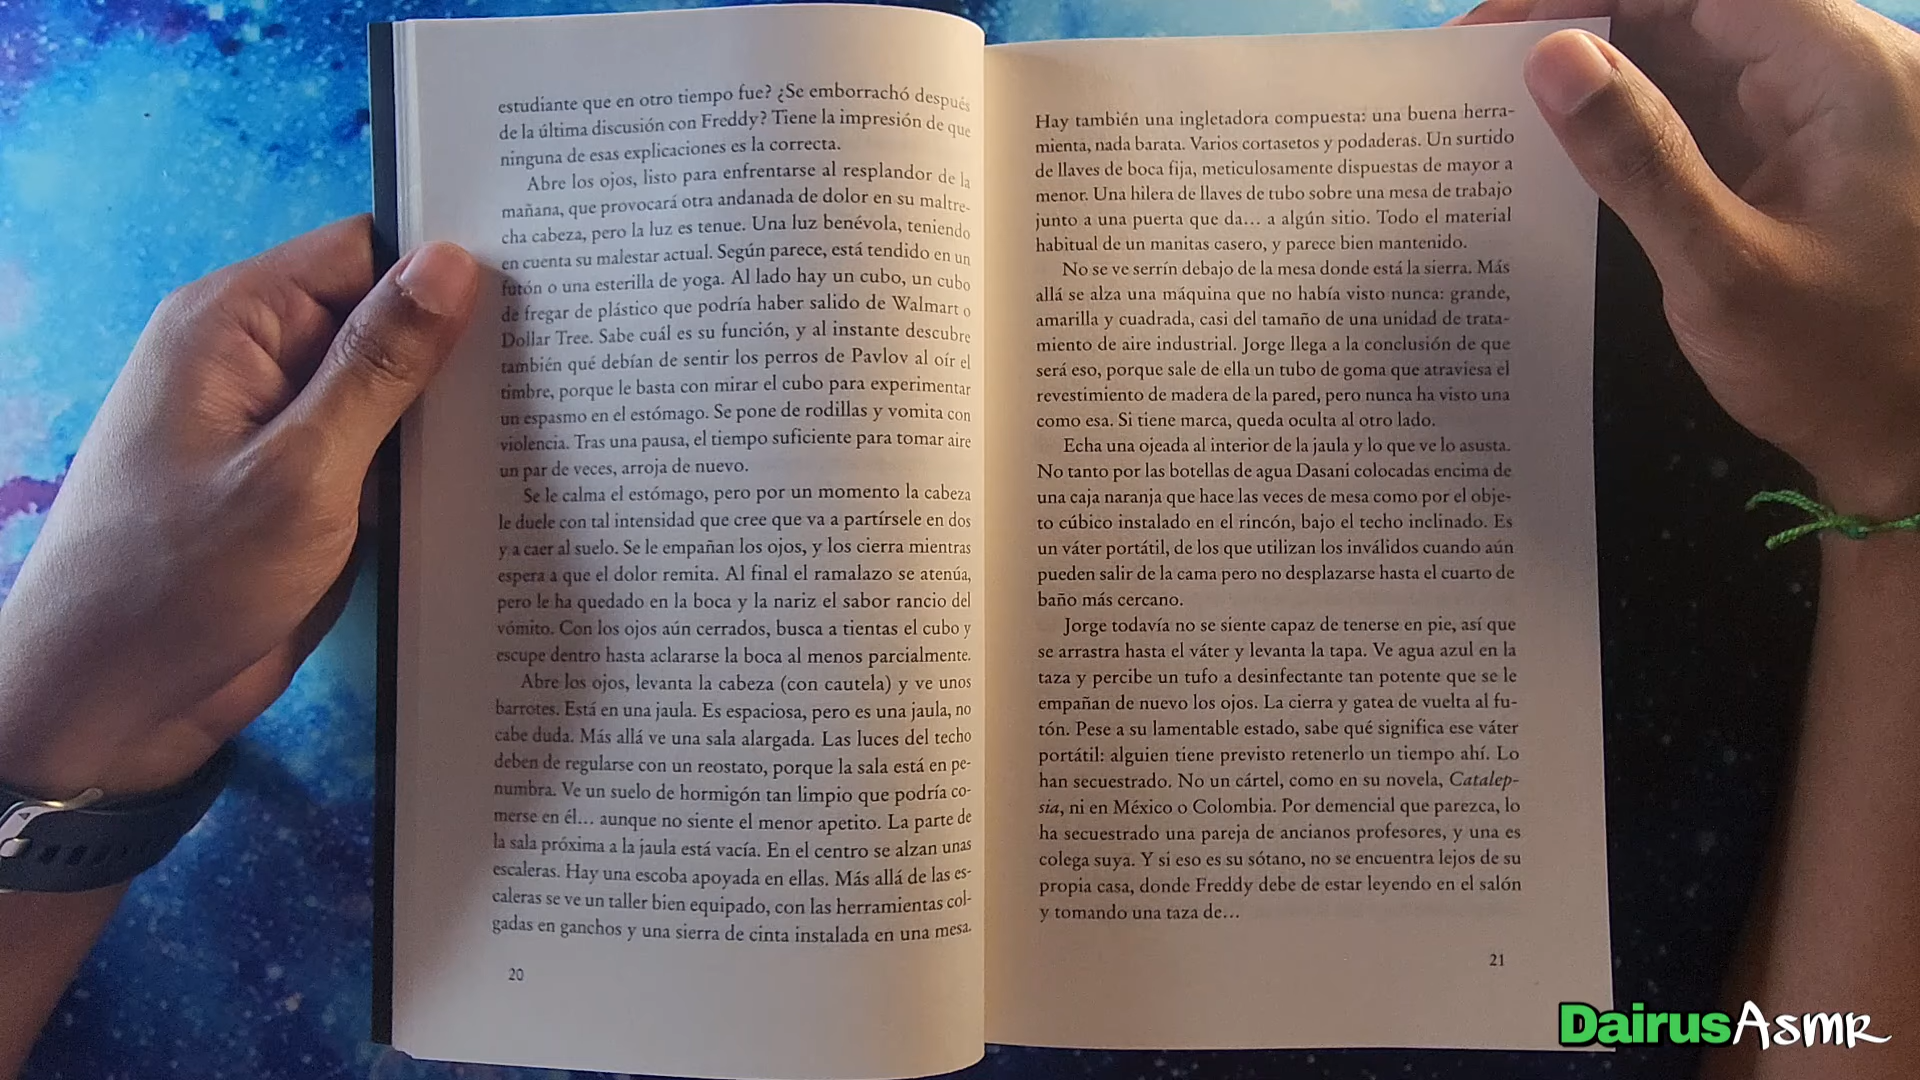 estudiante que en otro tiempo fue? ¿Se emborrachó después
de la última discusión con Freddy? Tiene la impresión de que
ninguna de esas explicaciones es la correcta.
Abre los ojos, listo para enfrentarse al resplandor de la
mañana, que provocará otra andanada de dolor en su maltre-
cha cabeza, pero la luz es tenue. Una luz benévola, teniendo
en cuenta su malestar actual. Según parece, está tendido en un
futón o una esterilla de yoga. Al lado hay un cubo, un cubo
de fregar de plástico que podría haber salido de Walmart o
Dollar Tree. Sabe cuál es su función, y al instante descubre
también qué debían de sentir los perros de Pavlov al oír el
timbre, porque le basta con mirar el cubo para experimentar
un espasmo en el estómago. Se pone de rodillas y vomita con
violencia. Tras una pausa, el tiempo suficiente para tomar aire
un par de veces, arroja de nuevo.
Se le calma el estómago, pero por un momento la cabeza
le duele con tal intensidad que cree que va a partírsele en dos
y a caer al suelo. Se le empañan los ojos, y los cierra mientras
espera a que el dolor remita. Al final el ramalazo se atenúa,
pero le ha quedado en la boca y la nariz el sabor rancio del
vómito. Con los ojos aún cerrados, busca a tientas el cubo y
escupe dentro hasta aclararse la boca al menos parcialmente.
Abre los ojos, levanta la cabeza (con cautela) y ve unos
barrotes. Está en una jaula. Es espaciosa, pero es una jaula, no
cabe duda. Más allá ve una sala alargada. Las luces del techo
deben de regularse con un reostato, porque la sala está en pe-
numbra. Ve un suelo de hormigón tan limpio que podría co-
merse en él... aunque no siente el menor apetito. La parte de
la sala próxima a la jaula está vacía. En el centro se alzan unas
escaleras. Hay una escoba apoyada en ellas. Más allá de las es-
caleras se ve un taller bien equipado, con las herramientas col-
gadas en ganchos y una sierra de cinta instalada en una mesa.
20
Hay también una ingletadora compuesta: una buena herra-
mienta, nada barata. Varios cortasetos y podaderas. Un surtido
de llaves de boca fija, meticulosamente dispuestas de mayor a
menor. Una hilera de llaves de tubo sobre una mesa de trabajo
junto a una puerta que da... a algún sitio. Todo el material
habitual de un manitas casero, y parece bien mantenido.
No se ve serrín debajo de la mesa donde está la sierra. Más
allá se alza una máquina que no había visto nunca: grande,
amarilla y cuadrada, casi del tamaño de una unidad de trata-
miento de aire industrial. Jorge llega a la conclusión de que
será eso, porque sale de ella un tubo de goma que atraviesa el
revestimiento de madera de la pared, pero nunca ha visto una
como esa. Si tiene marca, queda oculta al otro lado.
Echa una ojeada al interior de la jaula y lo que ve lo asusta.
No tanto por las botellas de agua Dasani colocadas encima de
una caja naranja que hace las veces de mesa como por el obje-
to cúbico instalado en el rincón, bajo el techo inclinado. Es
un váter portátil, de los que utilizan los inválidos cuando aún
pueden salir de la cama pero no desplazarse hasta el cuarto de
baño más cercano.
Jorge todavía no se siente capaz de tenerse en pie, así que
se arrastra hasta el váter y levanta la tapa. Ve agua azul en la
taza y percibe un tufo a desinfectante tan potente que se le
empañan de nuevo los ojos. La cierra y gatea de vuelta al fu-
tón. Pese a su lamentable estado, sabe qué significa ese váter
portátil: alguien tiene previsto retenerlo un tiempo ahí. Lo
han secuestrado. No un cártel, como en su novela, Catalep-
sia, ni en México o Colombia. Por demencial que parezca, lo
ha secuestrado una pareja de ancianos profesores, y una es
colega suya. Y si eso es su sótano, no se encuentra lejos de su
propia casa, donde Freddy debe de estar leyendo en el salón
y tomando una taza de...
21
DairusAsmr